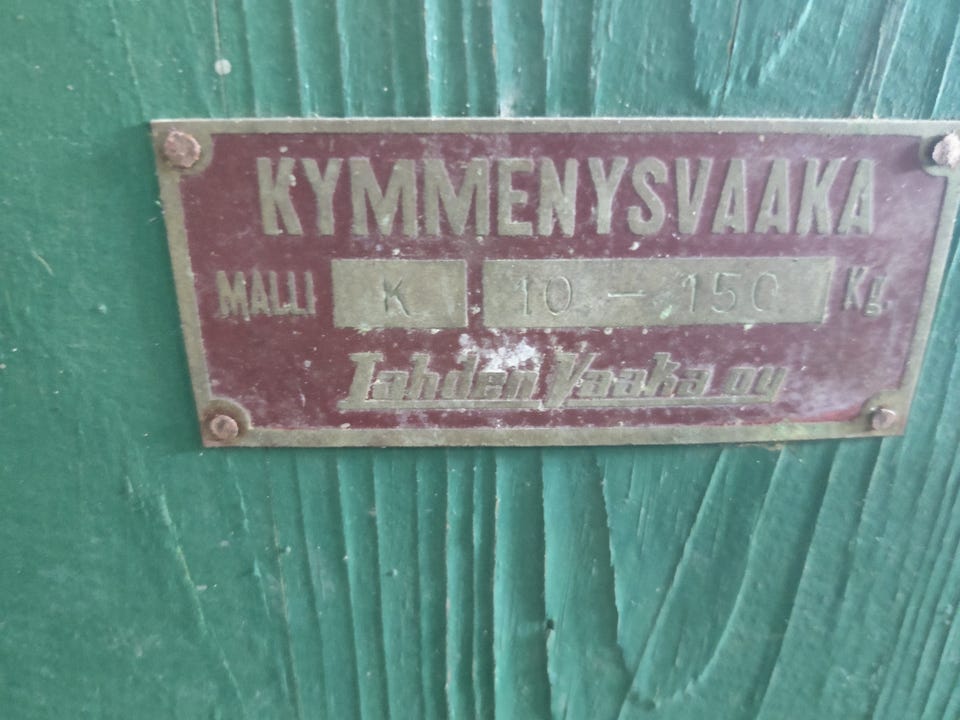 KYMMENYSVAAKA
MALLI K 10 - 150 Kg.
Lahden Vaaka oy